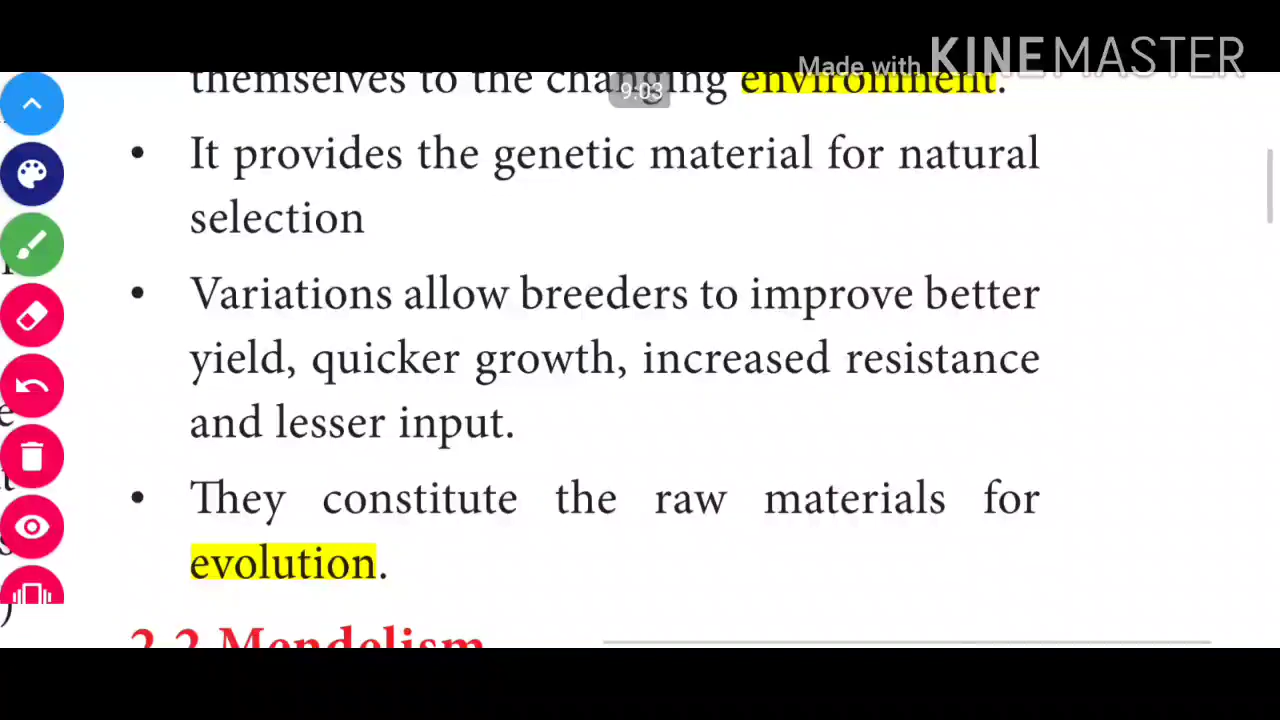 Made with KINEMASTER
themselves to the changing environment.
9:03
• It provides the genetic material for natural
selection
• Variations allow breeders to improve better
yield, quicker growth, increased resistance
and lesser input.
• They constitute the raw materials for
evolution.
2.2 Mendelism